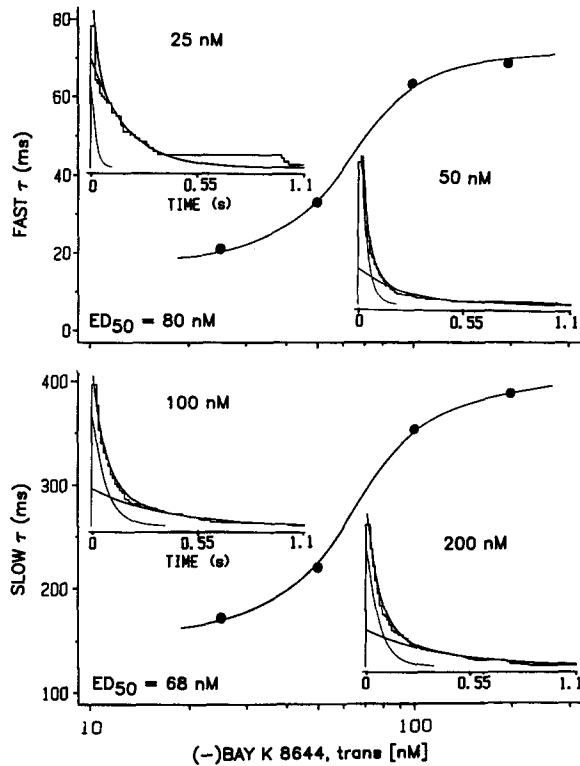 80
60
40
20
0
FAST τ (ms)
25 nM
0 0.55 1.1
TIME (s)
50 nM
0 0.55 1.1
ED50 = 80 nM
400
300
200
100
SLOW τ (ms)
100 nM
0 0.55 1.1
TIME (s)
200 nM
0 0.55 1.1
ED50 = 68 nM
10 100
(-)BAY K 8644, trans [nM]